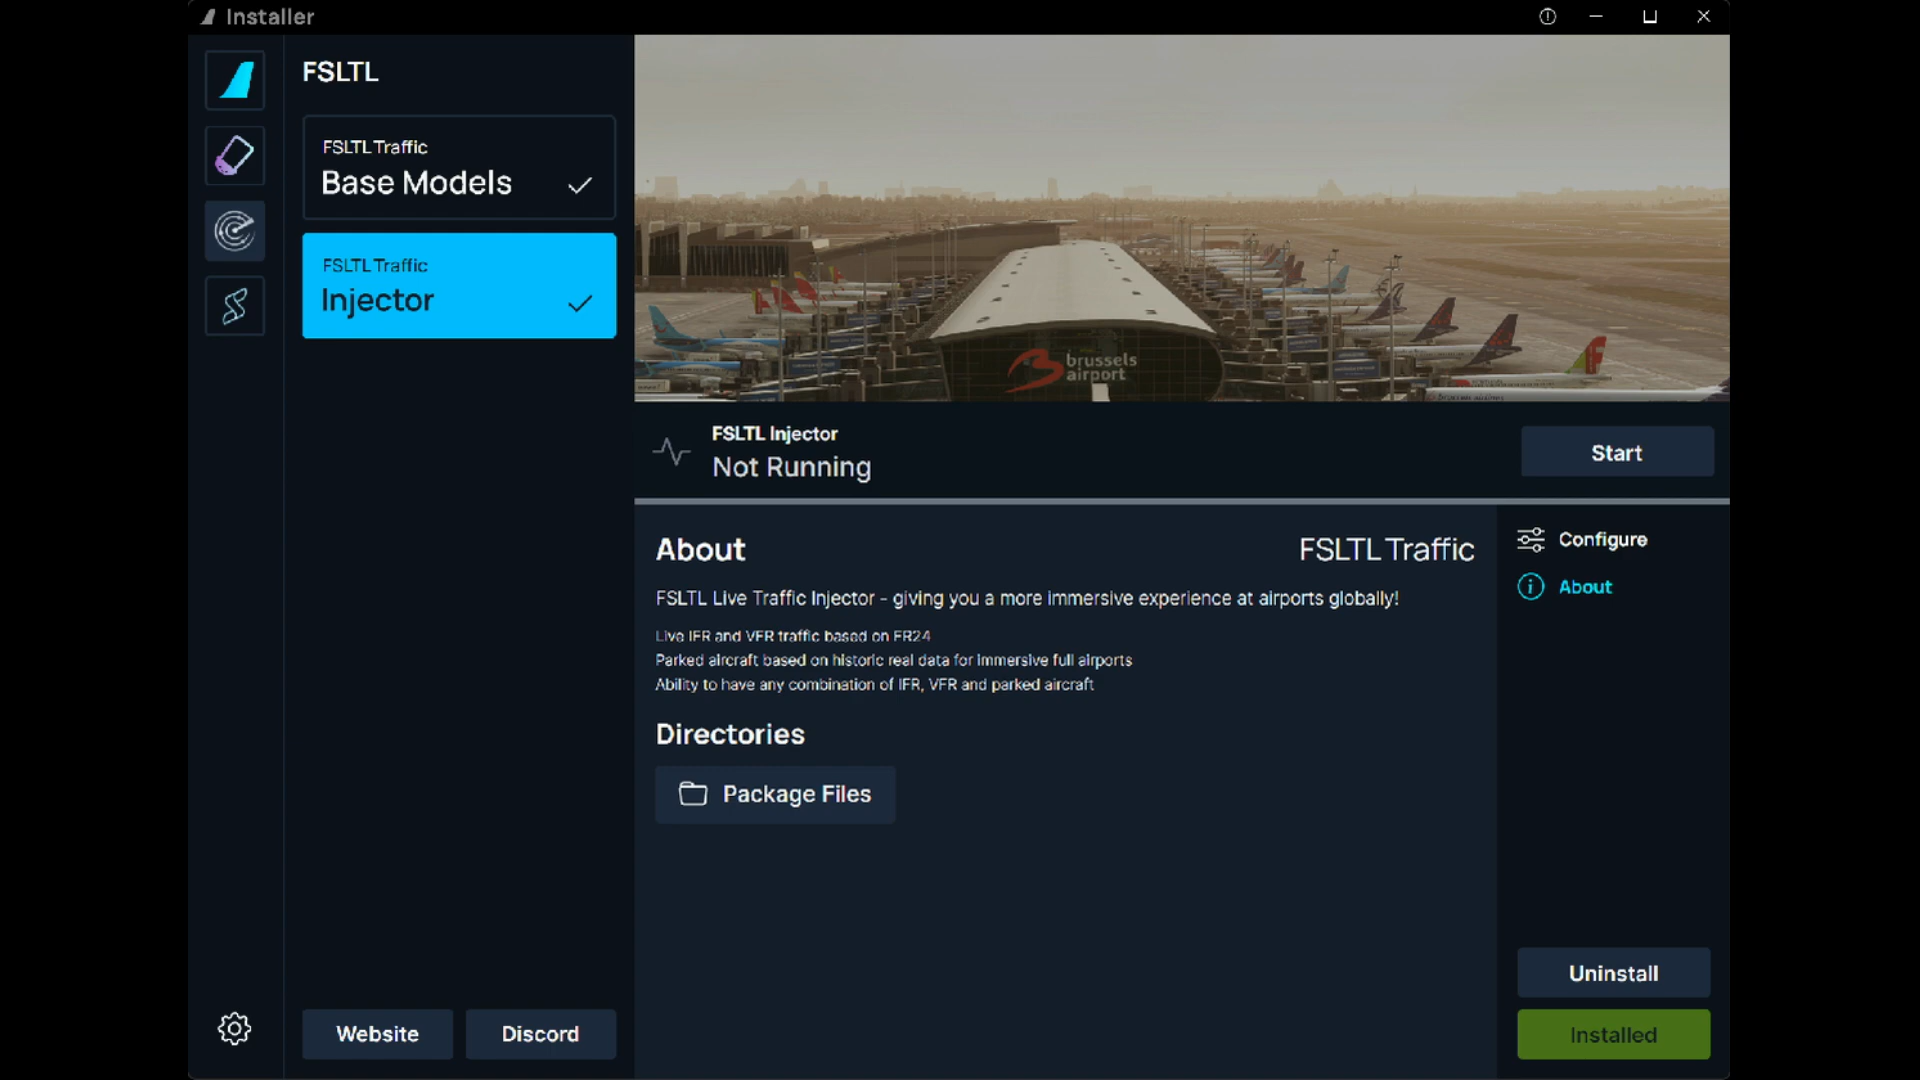 Installer
FSLTL
FSLTL Traffic
Base Models
FSLTL Traffic
Injector
brussels
airport
FSLTL Injector
Not Running
Start
About
FSLTL Traffic
FSLTL Live Traffic Injector - giving you a more immersive experience at airports globally!
Live IFR and VFR traffic based on FR24
Parked aircraft based on historic real data for immersive full airports
Ability to have any combination of IFR, VFR and parked aircraft
Directories
Package Files
Configure
About
Uninstall
Installed
Website
Discord